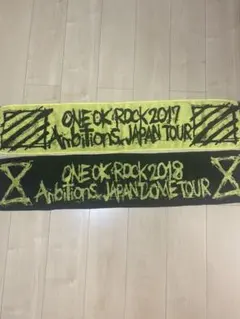 ONE OK ROCK 2017
Ambitions JAPAN TOUR
ONE OK ROCK 2018
Ambitions JAPAN DOME TOUR